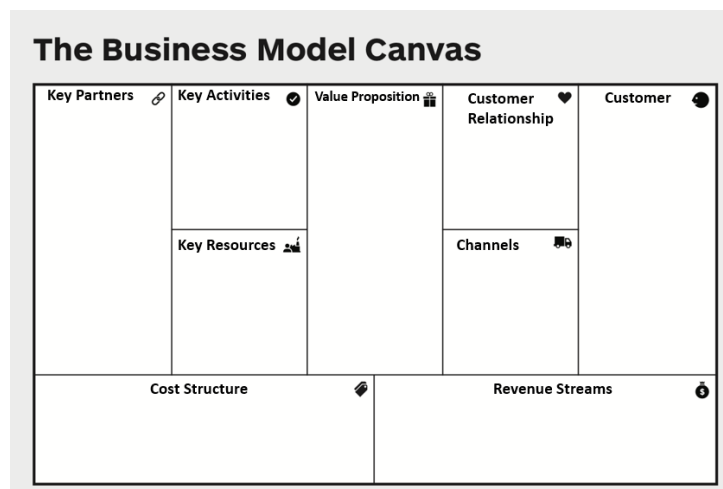 The Business Model Canvas
Key Partners
Key Activities
Value Proposition
Customer
Relationship
Customer
Key Resources
Channels
Cost Structure
Revenue Streams